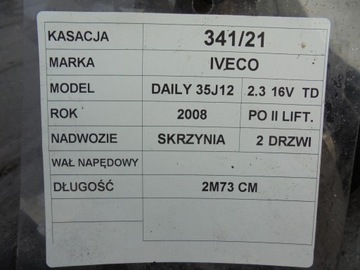 KASACJA 341/21
MARKA IVECO
MODEL DAILY 35J12 2.3 16V TD
ROK 2008 PO II LIFT.
NADWOZIE SKRZYNIA 2 DRZWI
WAŁ NAPĘDOWY
DŁUGOŚĆ 2M73 CM